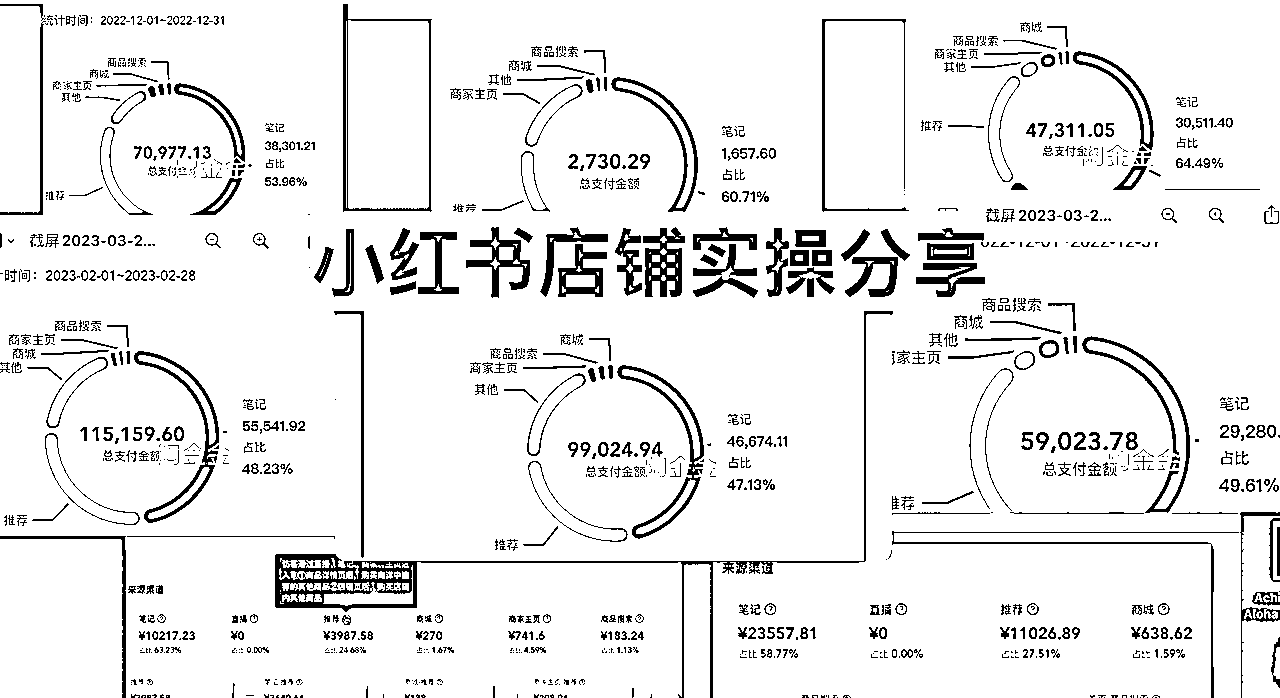 统计时间：2022-12-01~2022-12-31
商品搜索
商城
商家主页
其他
70,977.13
总支付金额
推荐
笔记
38,301.21
占比
53.96%
商品搜索
商城
其他
商家主页
2,730.29
总支付金额
推荐
笔记
1,657.60
占比
60.71%
商城
商品搜索
商家主页
其他
推荐
47,311.05
总支付金额
淘金会
笔记
30,511.40
占比
64.49%
截屏2023-03-2...
截屏2023-03-2...
小红书店铺实操分享
时间：2023-02-01~2023-02-28
商品搜索
商家主页
商城
其他
115,159.60
总支付金额
推荐
笔记
55,541.92
占比
48.23%
商城
商品搜索
商家主页
其他
99,024.94
总支付金额
推荐
笔记
46,674.11
占比
47.13%
商品搜索
商城
其他
商家主页
59,023.78
总支付金额
推荐
笔记
29,280.
占比
49.61%
来源渠道
笔记 直播 推荐 商城 商家主页 商品搜索
¥10217.23 ¥0 ¥3987.58 ¥270 ¥741.6 ¥183.24
占比 63.23% 占比 0.00% 占比 24.68% 占比 1.67% 占比 4.59% 占比 1.13%
来源渠道
笔记 直播 推荐 商城
¥23557.81 ¥0 ¥11026.89 ¥638.62
占比 58.77% 占比 0.00% 占比 27.51% 占比 1.59%